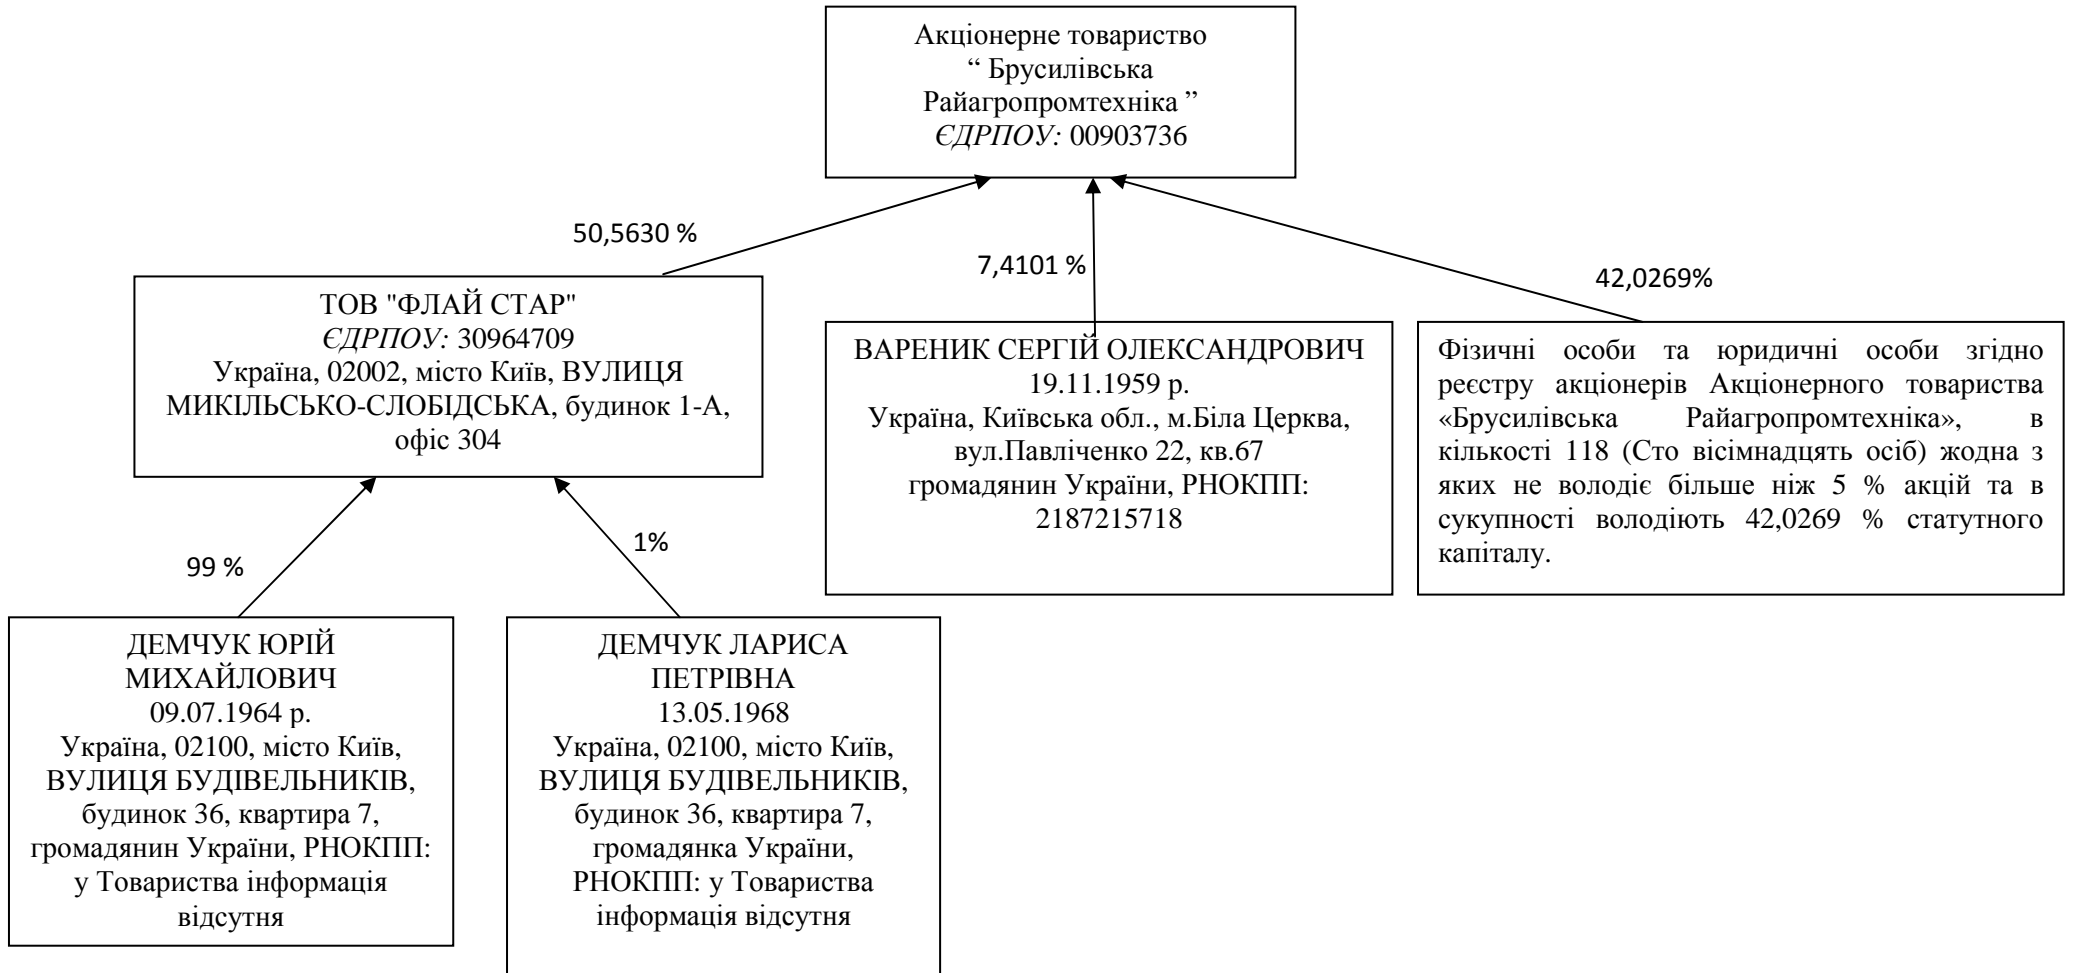 Акціонерне товариство
“ Брусилівська
Райагропромтехніка ”
ЄДРПОУ: 00903736
50,5630 %
7,4101 %
42,0269%
ТОВ "ФЛАЙ СТАР"
ЄДРПОУ: 30964709
Україна, 02002, місто Київ, ВУЛИЦЯ
МИКІЛЬСЬКО-СЛОБІДСЬКА, будинок 1-А,
офіс 304
ВАРЕНИК СЕРГІЙ ОЛЕКСАНДРОВИЧ
19.11.1959 р.
Україна, Київська обл., м.Біла Церква,
вул.Павліченко 22, кв.67
громадянин України, РНОКПП:
2187215718
Фізичні особи та юридичні особи згідно
реєстру акціонерів Акціонерного товариства
«Брусилівська Райагропромтехніка», в
кількості 118 (Сто вісімнадцять осіб) жодна з
яких не володіє більше ніж 5 % акцій та в
сукупності володіють 42,0269 % статутного
капіталу.
99 %
1%
ДЕМЧУК ЮРІЙ
МИХАЙЛОВИЧ
09.07.1964 р.
Україна, 02100, місто Київ,
ВУЛИЦЯ БУДІВЕЛЬНИКІВ,
будинок 36, квартира 7,
громадянин України, РНОКПП:
у Товариства інформація
відсутня
ДЕМЧУК ЛАРИСА
ПЕТРІВНА
13.05.1968
Україна, 02100, місто Київ,
ВУЛИЦЯ БУДІВЕЛЬНИКІВ,
будинок 36, квартира 7,
громадянка України,
РНОКПП: у Товариства
інформація відсутня